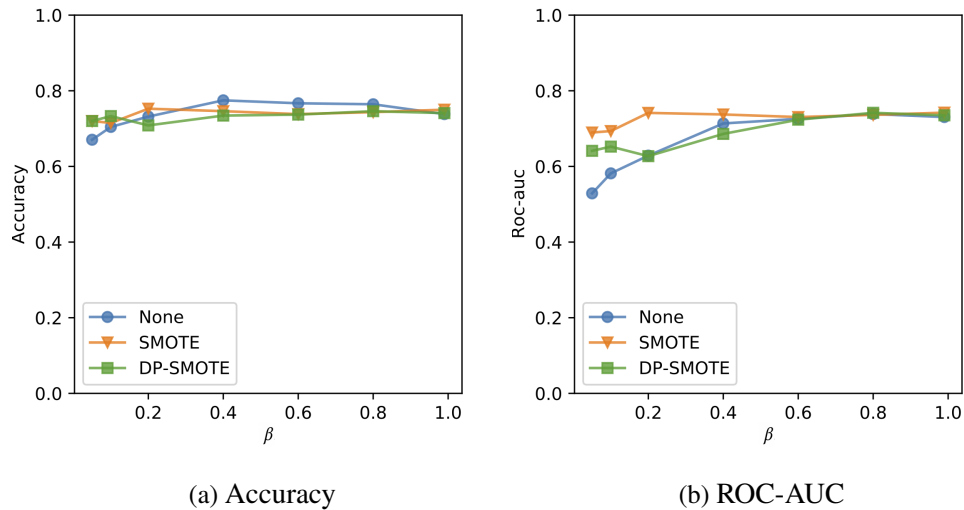 1.0
0.8
0.6
0.4
0.2
0.0
Accuracy
None
SMOTE
DP-SMOTE
0.2 0.4 0.6 0.8 1.0
β
(a) Accuracy
1.0
0.8
0.6
0.4
0.2
0.0
Roc-auc
None
SMOTE
DP-SMOTE
0.2 0.4 0.6 0.8 1.0
β
(b) ROC-AUC